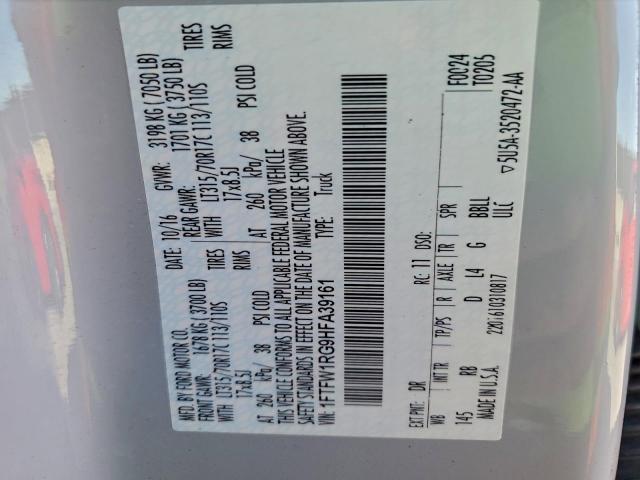 MFD. BY FORD MOTOR CO.
DATE: 10/16 GVWR: 3198 KG ( 7050 LB)
FRONT GAWR: 1678 KG ( 3700 LB) REAR GAWR: 1701 KG ( 3750 LB)
WITH LT315/70R17C 113/110S TIRES WITH LT315/70R17C 113/110S TIRES
17x8.5J RIMS 17x8.5J RIMS
AT 260 kPa/ 38 PSI COLD AT 260 kPa/ 38 PSI COLD
THIS VEHICLE CONFORMS TO ALL APPLICABLE FEDERAL MOTOR VEHICLE
SAFETY STANDARDS IN EFFECT ON THE DATE OF MANUFACTURE SHOWN ABOVE.
VIN: 1FTFW1RG9HFA39161 TYPE: Truck
F0C24
T0205
EXT PNT: DR RC: 11 DSO:
WB INT TR TP/PS R AXLE TR SPR
145 RB D L4 G BBLL
MADE IN U.S.A. ULC
▽5U5A-3520472-AA